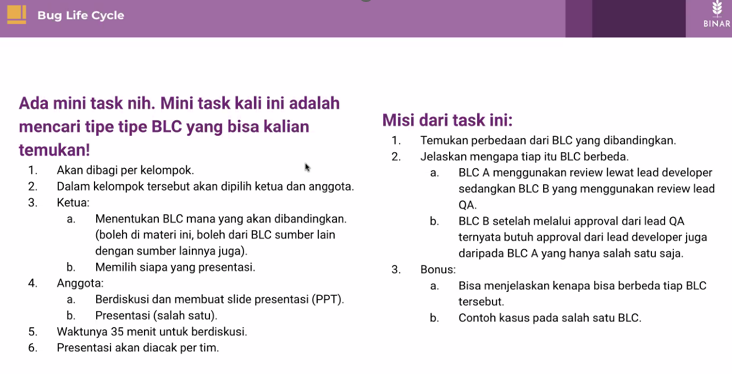 Bug Life Cycle
BINAR
Ada mini task nih. Mini task kali ini adalah
mencari tipe tipe BLC yang bisa kalian
temukan!
1. Akan dibagi per kelompok.
2. Dalam kelompok tersebut akan dipilih ketua dan anggota.
3. Ketua:
a. Menentukan BLC mana yang akan dibandingkan.
(boleh di materi ini, boleh dari BLC sumber lain
dengan sumber lainnya juga).
b. Memilih siapa yang presentasi.
4. Anggota:
a. Berdiskusi dan membuat slide presentasi (PPT).
b. Presentasi (salah satu).
5. Waktunya 35 menit untuk berdiskusi.
6. Presentasi akan diacak per tim.
Misi dari task ini:
1. Temukan perbedaan dari BLC yang dibandingkan.
2. Jelaskan mengapa tiap itu BLC berbeda.
a. BLC A menggunakan review lewat lead developer
sedangkan BLC B yang menggunakan review lead
QA.
b. BLC B setelah melalui approval dari lead QA
ternyata butuh approval dari lead developer juga
daripada BLC A yang hanya salah satu saja.
3. Bonus:
a. Bisa menjelaskan kenapa bisa berbeda tiap BLC
tersebut.
b. Contoh kasus pada salah satu BLC.